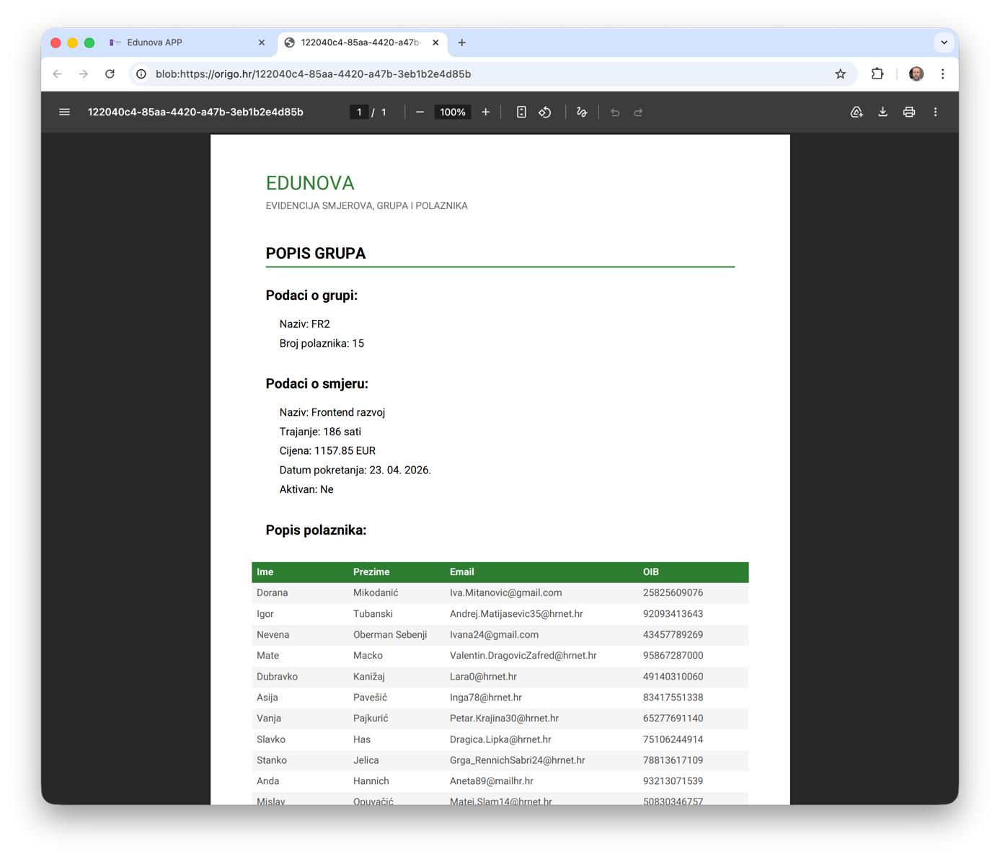 Edunova APP
122040c4-85aa-4420-a47b-
blob:https://origo.hr/122040c4-85aa-4420-a47b-3eb1b2e4d85b
122040c4-85aa-4420-a47b-3eb1b2e4d85b
1 / 1
100%
EDUNOVA
EVIDENCIJA SMJEROVA, GRUPA I POLAZNIKA
POPIS GRUPA
Podaci o grupi:
Naziv: FR2
Broj polaznika: 15
Podaci o smjeru:
Naziv: Frontend razvoj
Trajanje: 186 sati
Cijena: 1157.85 EUR
Datum pokretanja: 23. 04. 2026.
Aktivan: Ne
Popis polaznika:
Ime Prezime Email OIB
Dorana Mikodanić Iva.Mitanovic@gmail.com 25825609076
Igor Tubanski Andrej.Matijasevic35@hrnet.hr 92093413643
Nevena Oberman Sebenji Ivana24@gmail.com 43457789269
Mate Macko Valentin.DragovicZafred@hrnet.hr 95867287000
Dubravko Kanižaj Lara0@hrnet.hr 49140310060
Asija Pavešić Inga78@hrnet.hr 83417551338
Vanja Pajkurić Petar.Krajina30@hrnet.hr 65277691140
Slavko Has Dragica.Lipka@hrnet.hr 75106244914
Stanko Jelica Grga_RennichSabri24@hrnet.hr 78813617109
Anda Hannich Aneta89@mailhr.hr 93213071539
Mislav Opuvačić Matej.Slam14@hrnet.hr 50830346757